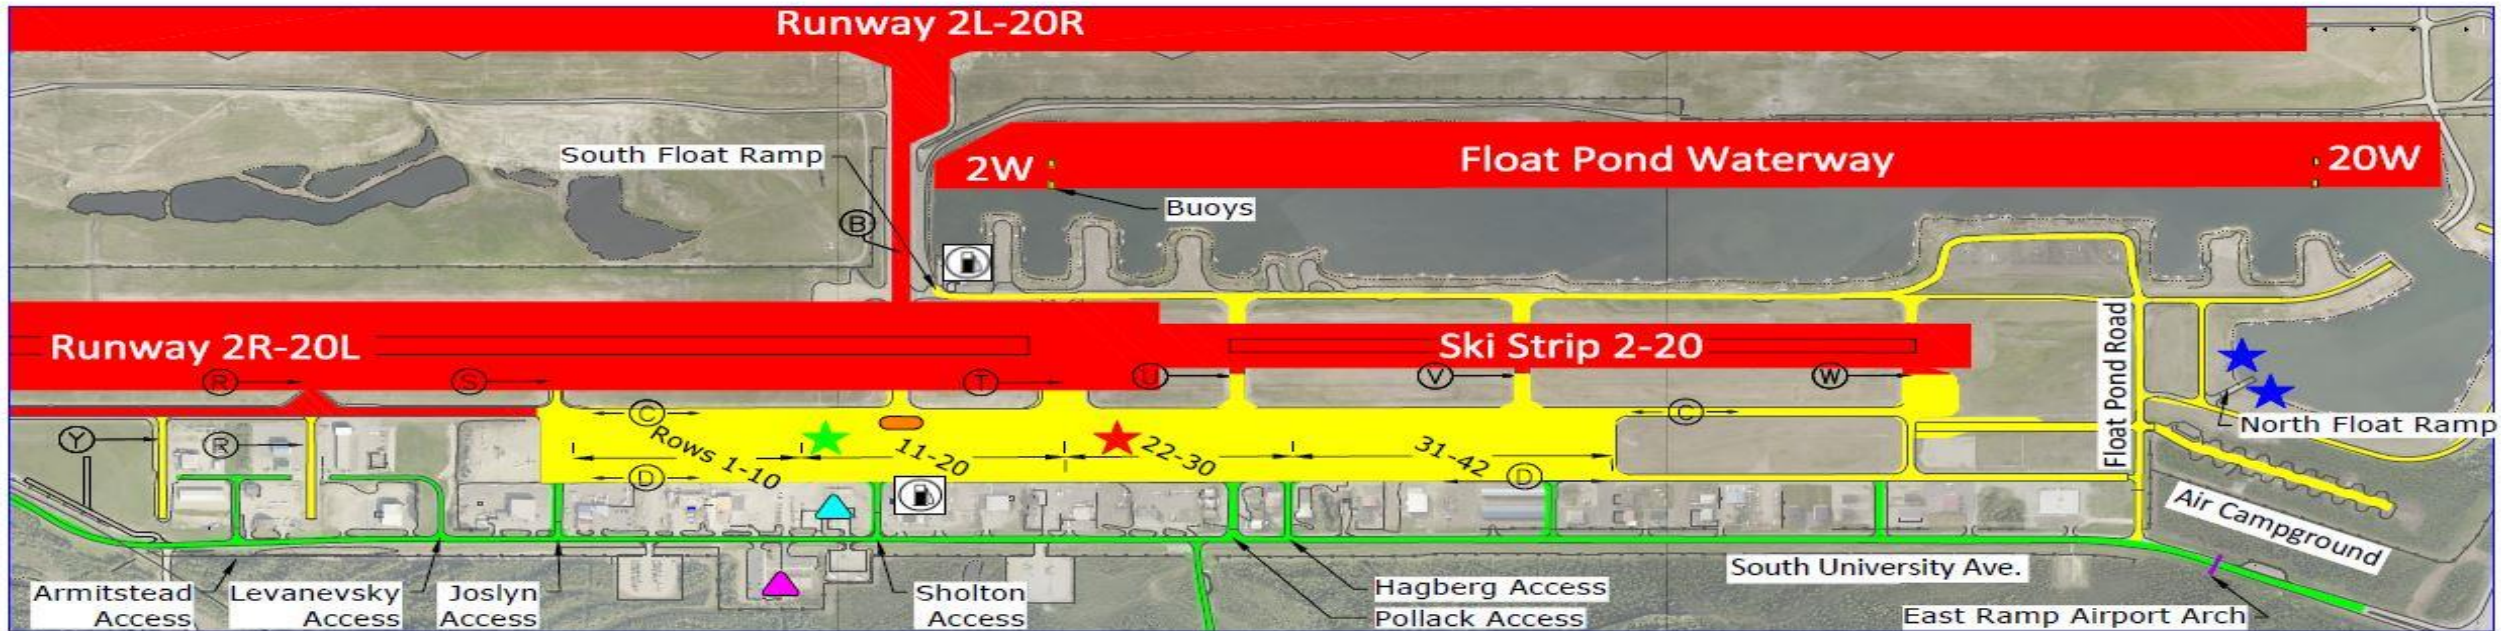 Runway 2L-20R
South Float Ramp
2W
Float Pond Waterway
20W
Buoys
B
Runway 2R-20L
Ski Strip 2-20
Float Pond Road
R
S
T
U
V
W
C
C
Y
R
Rows 1-10
11-20
22-30
31-42
North Float Ramp
D
D
Air Campground
South University Ave.
Armitstead
Access
Levanevsky
Access
Joslyn
Access
Sholton
Access
Hagberg Access
Pollack Access
East Ramp Airport Arch